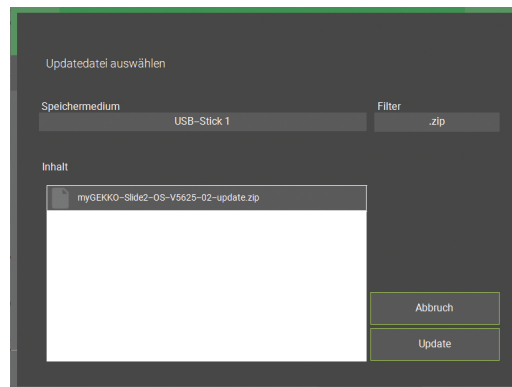 Updatedatei auswählen
Speichermedium
Filter
USB-Stick 1
.zip
Inhalt
myGEKKO-Slide2-OS-V5625-02-update.zip
Abbruch
Update